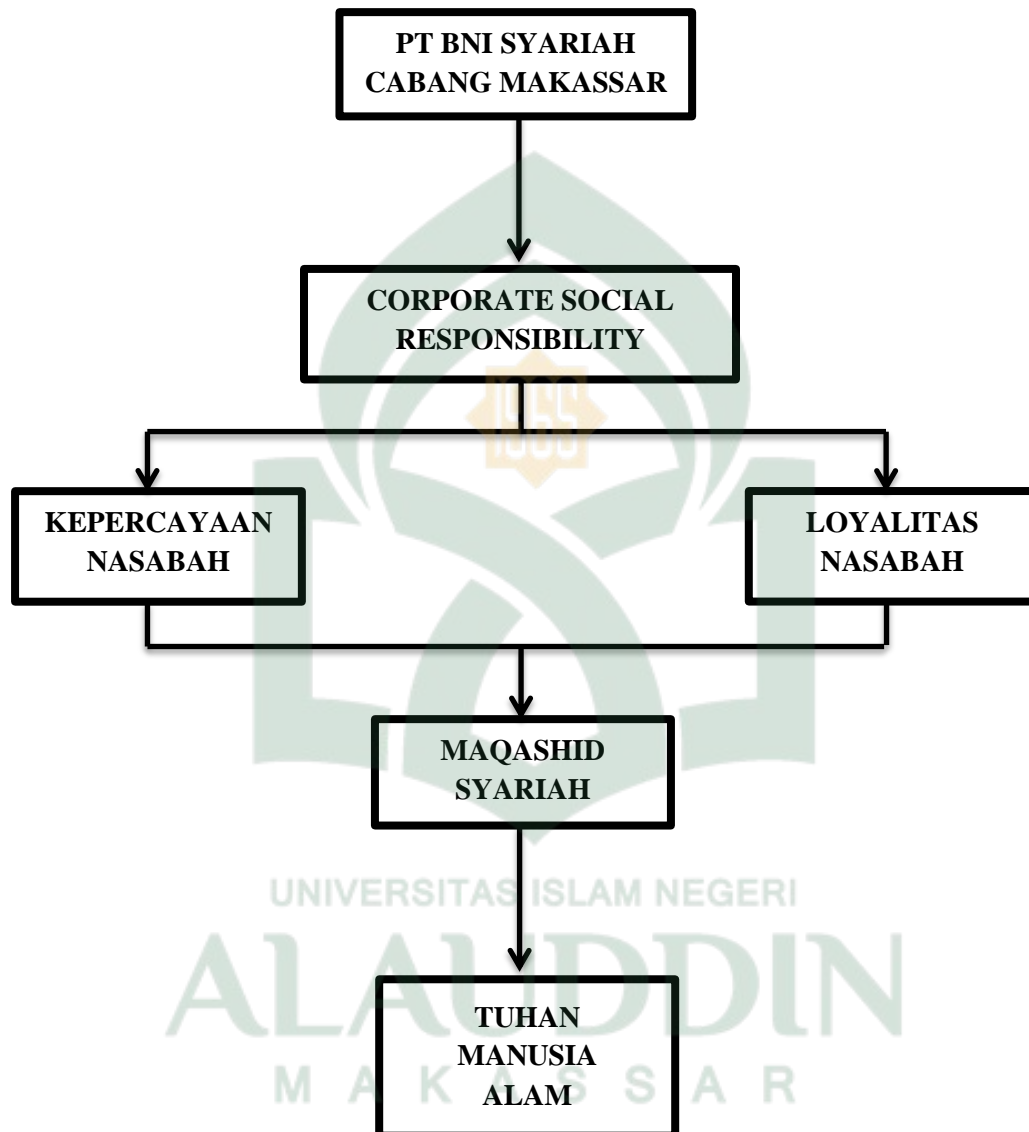 PT BNI SYARIAH
CABANG MAKASSAR
CORPORATE SOCIAL
RESPONSIBILITY
1965
KEPERCAYAAN
NASABAH
LOYALITAS
NASABAH
MAQASHID
SYARIAH
UNIVERSITAS ISLAM NEGERI
ALAUDDIN
MAKASSAR
TUHAN
MANUSIA
ALAM